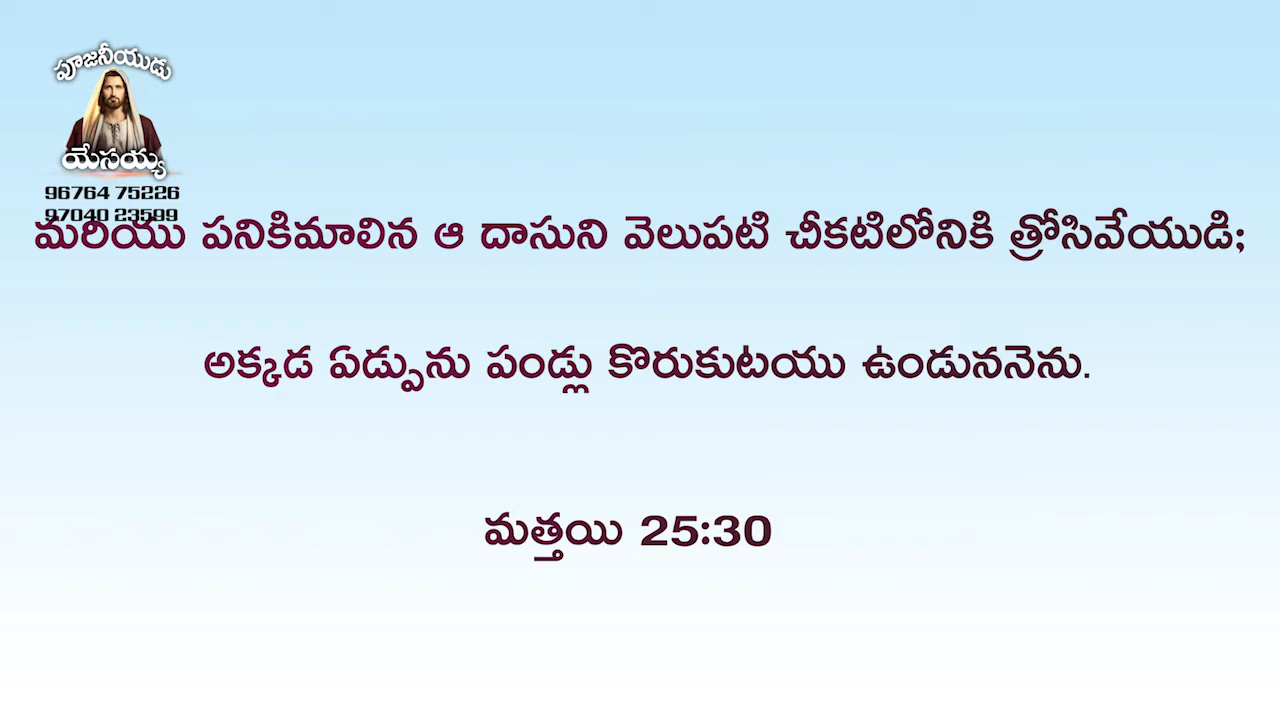 పూజనీయుడు
యేసయ్య
96764 75226
97040 23599
మరియు పనికిమాలిన ఆ దాసుని వెలుపటి చీకటిలోనికి త్రోసివేయుడి;
అక్కడ ఏడ్పును పండ్లు కొరుకుటయు ఉండుననెను.
మత్తయి 25:30